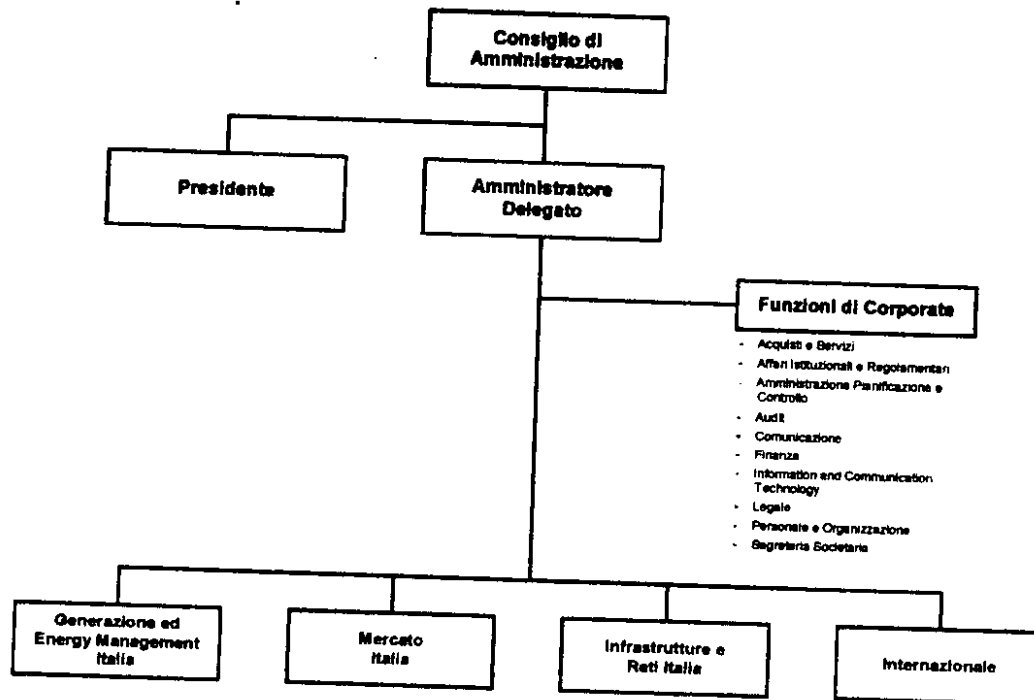 Consiglio di
Amministrazione
Presidente
Amministratore
Delegato
Funzioni di Corporate
- Acquisti e Servizi
- Affari Istituzionali e Regolamentari
- Amministrazione Pianificazione e
Controllo
- Audit
- Comunicazione
- Finanza
- Information and Communication
Technology
- Legale
- Personale e Organizzazione
- Segreteria Societaria
Generazione ed
Energy Management
Italia
Mercato
Italia
Infrastrutture e
Reti Italia
Internazionale